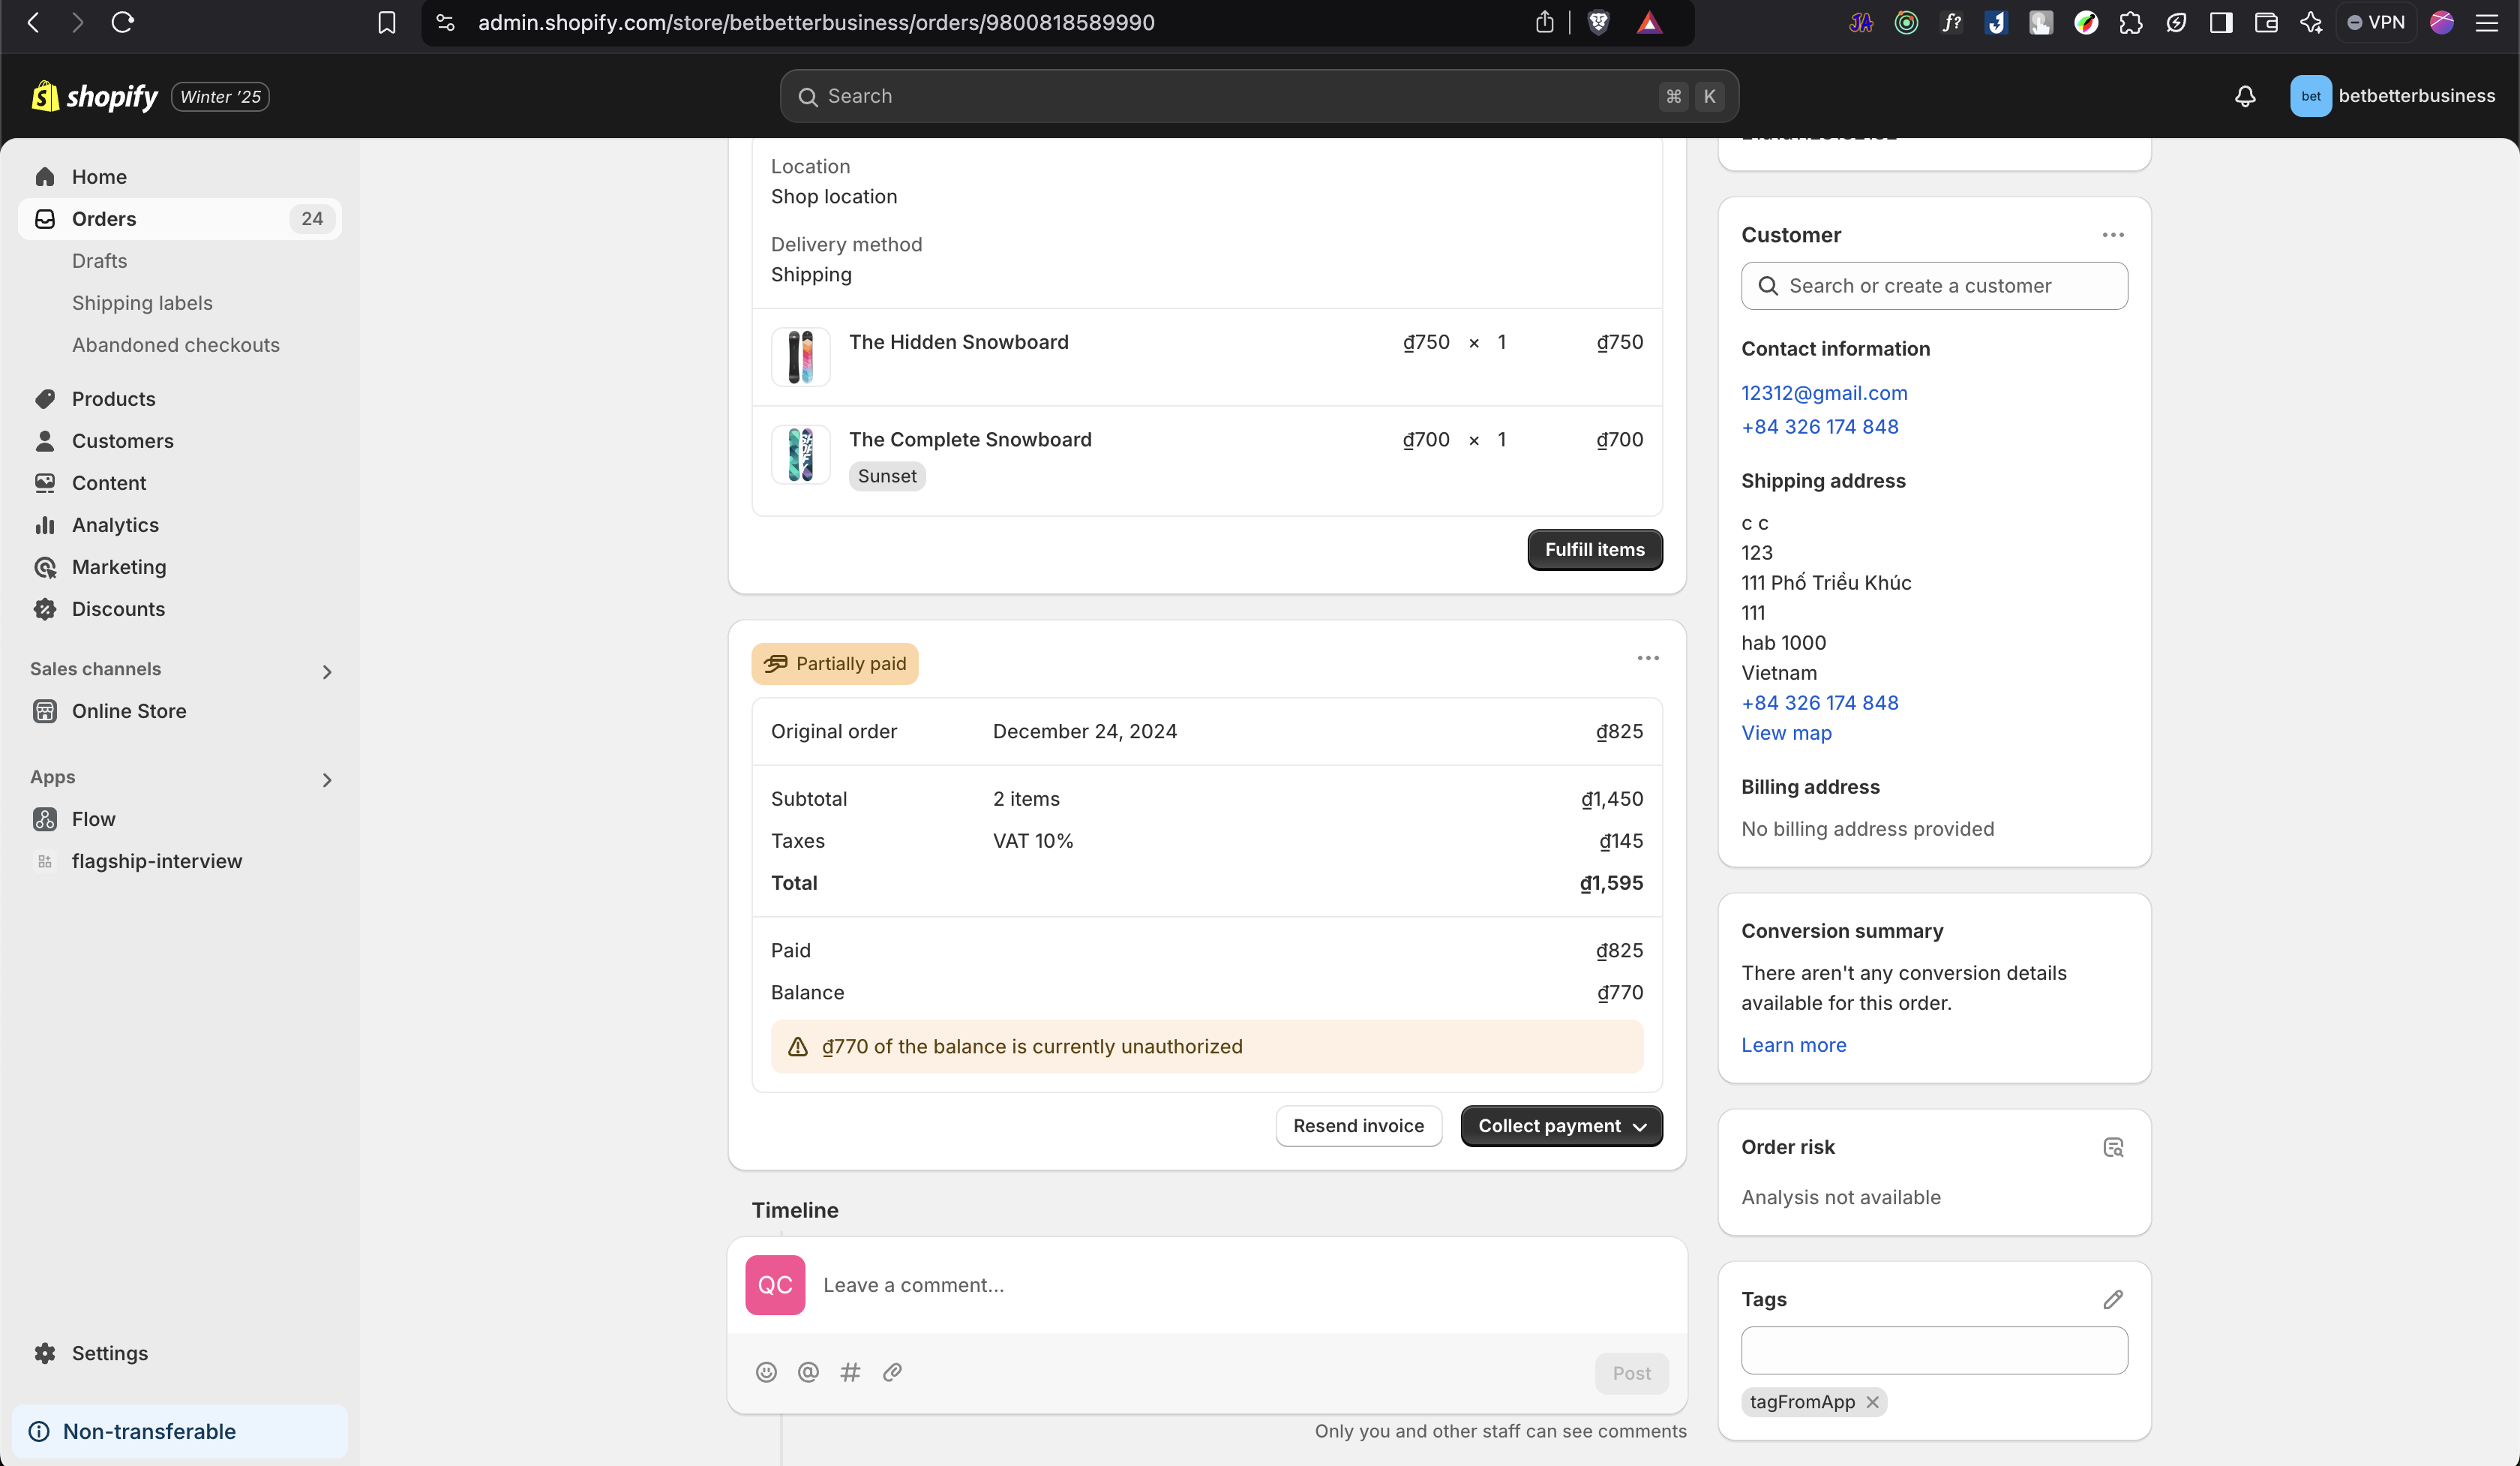 admin.shopify.com/store/betbetterbusiness/orders/9800818589990
VPN
shopify
Winter '25
Search
⌘ K
bet
betbetterbusiness
Home
Orders
24
Drafts
Shipping labels
Abandoned checkouts
Products
Customers
Content
Analytics
Marketing
Discounts
Sales channels
Online Store
Apps
Flow
flagship-interview
Settings
Non-transferable
Location
Shop location
Delivery method
Shipping
The Hidden Snowboard
₫750 × 1 ₫750
The Complete Snowboard
₫700 × 1 ₫700
Sunset
Fulfill items
Partially paid
Original order December 24, 2024 ₫825
Subtotal 2 items ₫1,450
Taxes VAT 10% ₫145
Total ₫1,595
Paid ₫825
Balance ₫770
₫770 of the balance is currently unauthorized
Resend invoice
Collect payment
Timeline
QC
Leave a comment...
Post
Only you and other staff can see comments
Customer
Search or create a customer
Contact information
12312@gmail.com
+84 326 174 848
Shipping address
c c
123
111 Phố Triều Khúc
111
hab 1000
Vietnam
+84 326 174 848
View map
Billing address
No billing address provided
Conversion summary
There aren't any conversion details
available for this order.
Learn more
Order risk
Analysis not available
Tags
tagFromApp